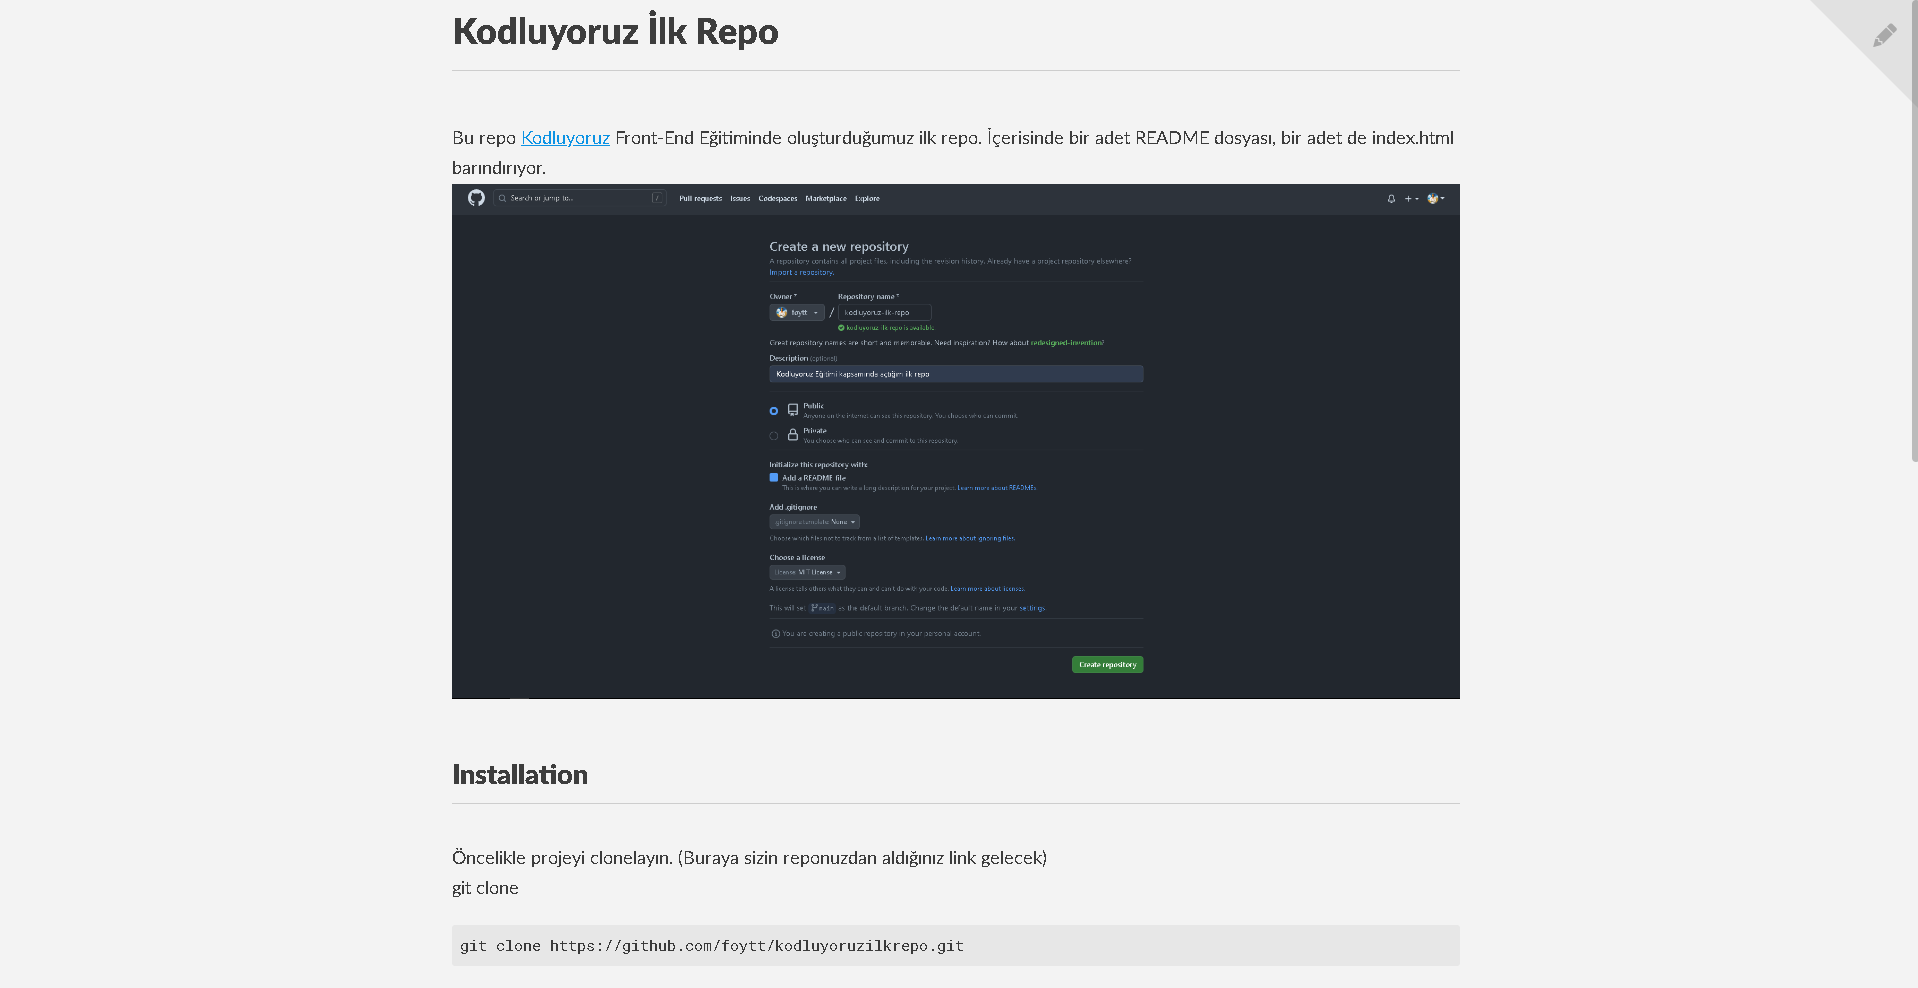 Kodluyoruz İlk Repo
Bu repo Kodluyoruz Front-End Eğitiminde oluşturduğumuz ilk repo. İçerisinde bir adet README dosyası, bir adet de index.html
barındırıyor.
Search or jump to... / Pull requests Issues Codespaces Marketplace Explore
Create a new repository
A repository contains all project files, including the revision history. Already have a project repository elsewhere?
Import a repository.
Owner * Repository name *
foytt / kodluyoruz-ilk-repo
kodluyoruz-ilk-repo is available.
Great repository names are short and memorable. Need inspiration? How about redesigned-invention?
Description (optional)
Kodluyoruz Eğitimi kapsamında açtığım ilk repo
Public
Anyone on the internet can see this repository. You choose who can commit.
Private
You choose who can see and commit to this repository.
Initialize this repository with:
Add a README file
This is where you can write a long description for your project. Learn more about READMEs.
Add .gitignore
.gitignore template: None
Choose which files not to track from a list of templates. Learn more about ignoring files.
Choose a license
License: MIT License
A license tells others what they can and can't do with your code. Learn more about licenses.
This will set main as the default branch. Change the default name in your settings.
You are creating a public repository in your personal account.
Create repository
Installation
Öncelikle projeyi clonelayın. (Buraya sizin reponuzdan aldığınız link gelecek)
git clone
git clone https://github.com/foytt/kodluyoruzilkrepo.git